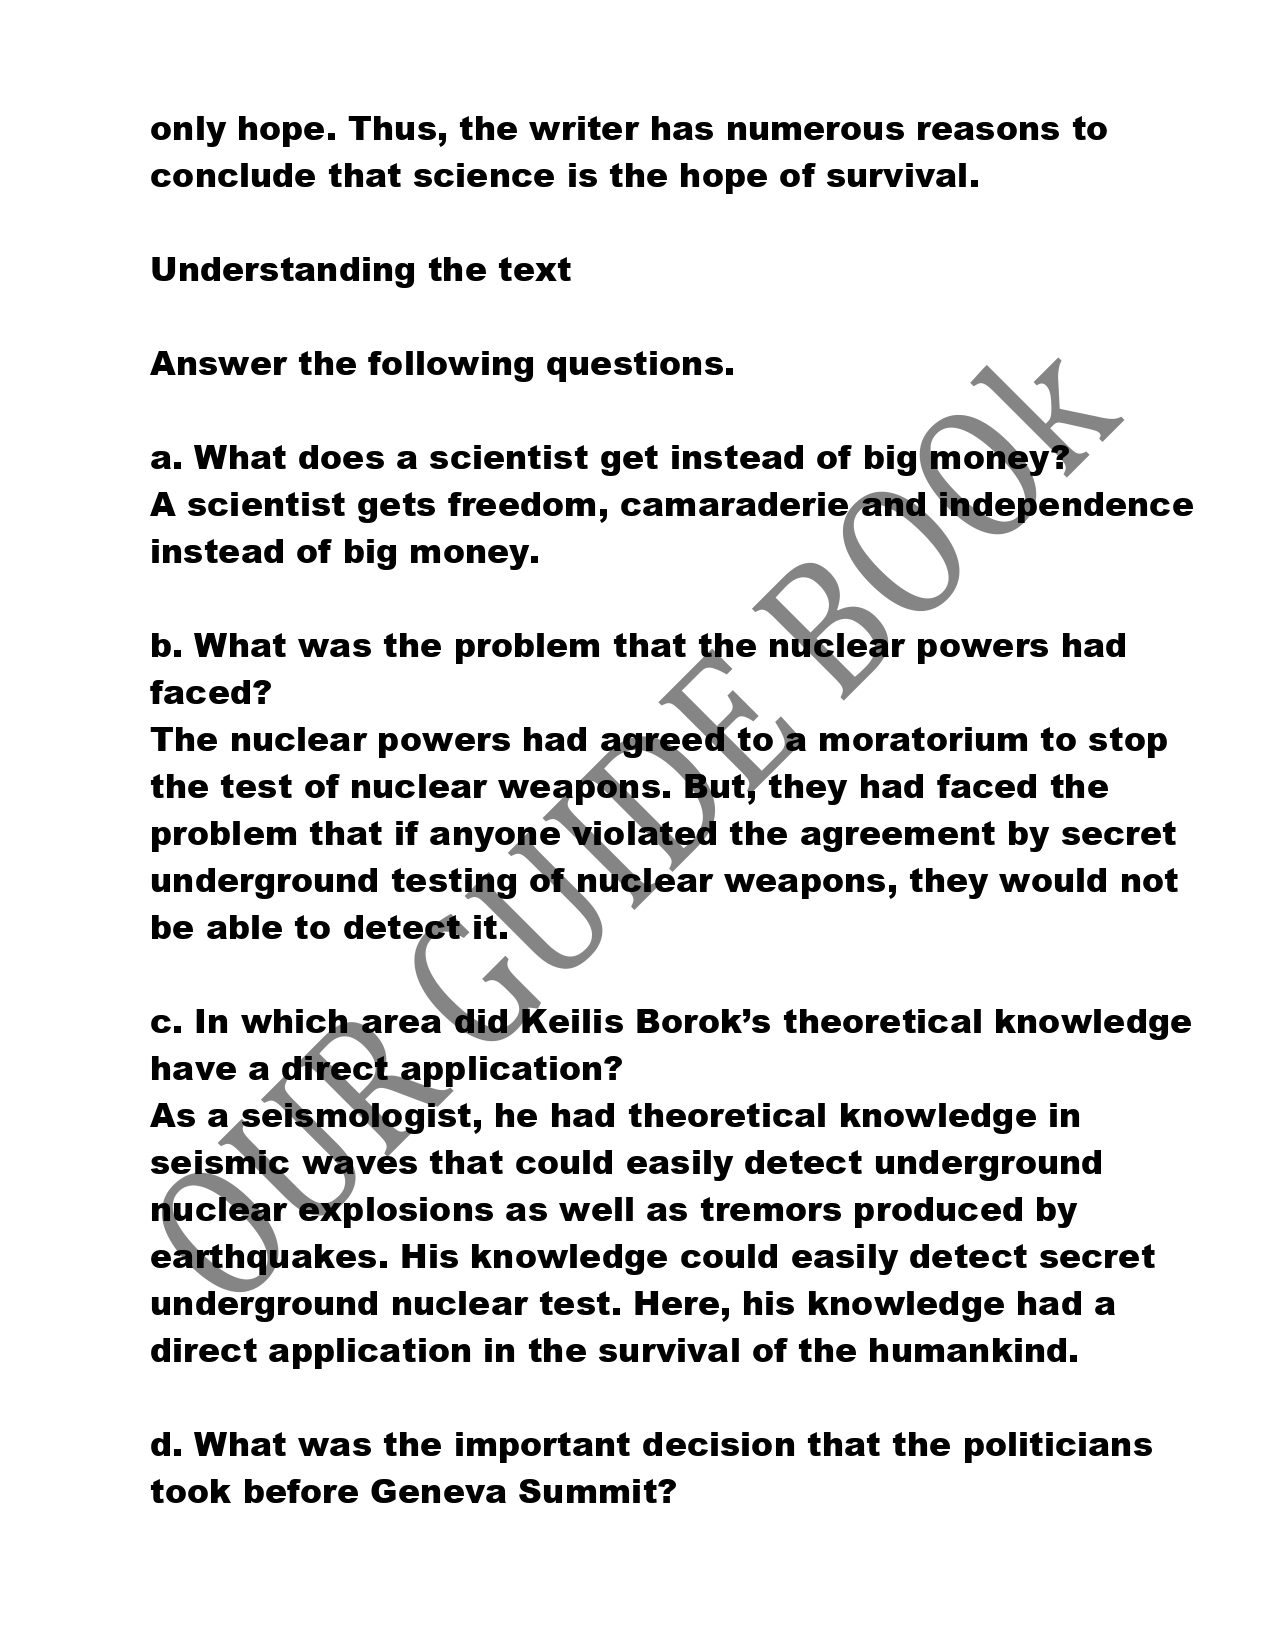 only hope. Thus, the writer has numerous reasons to
conclude that science is the hope of survival.
Understanding the text
Answer the following questions.
a. What does a scientist get instead of big money?
A scientist gets freedom, camaraderie and independence
instead of big money.
b. What was the problem that the nuclear powers had
faced?
The nuclear powers had agreed to a moratorium to stop
the test of nuclear weapons. But, they had faced the
problem that if anyone violated the agreement by secret
underground testing of nuclear weapons, they would not
be able to detect it.
c. In which area did Keilis Borok’s theoretical knowledge
have a direct application?
As a seismologist, he had theoretical knowledge in
seismic waves that could easily detect underground
nuclear explosions as well as tremors produced by
earthquakes. His knowledge could easily detect secret
underground nuclear test. Here, his knowledge had a
direct application in the survival of the humankind.
d. What was the important decision that the politicians
took before Geneva Summit?
OUR GUIDE BOOk